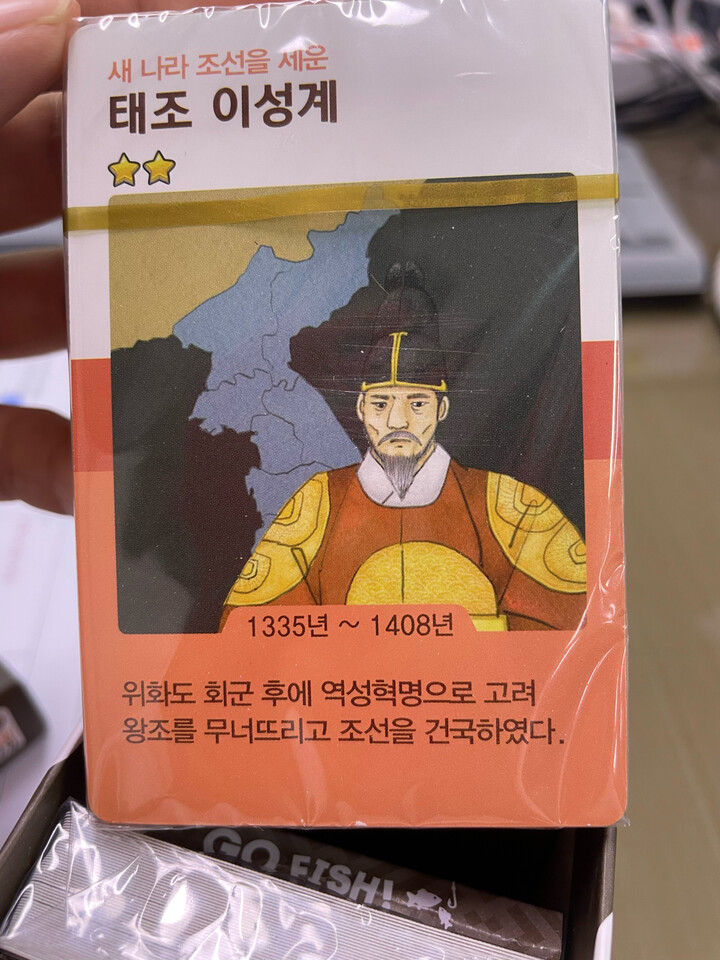 새 나라 조선을 세운
태조 이성계
1335년 ~ 1408년
위화도 회군 후에 역성혁명으로 고려
왕조를 무너뜨리고 조선을 건국하였다.
GO FISH!